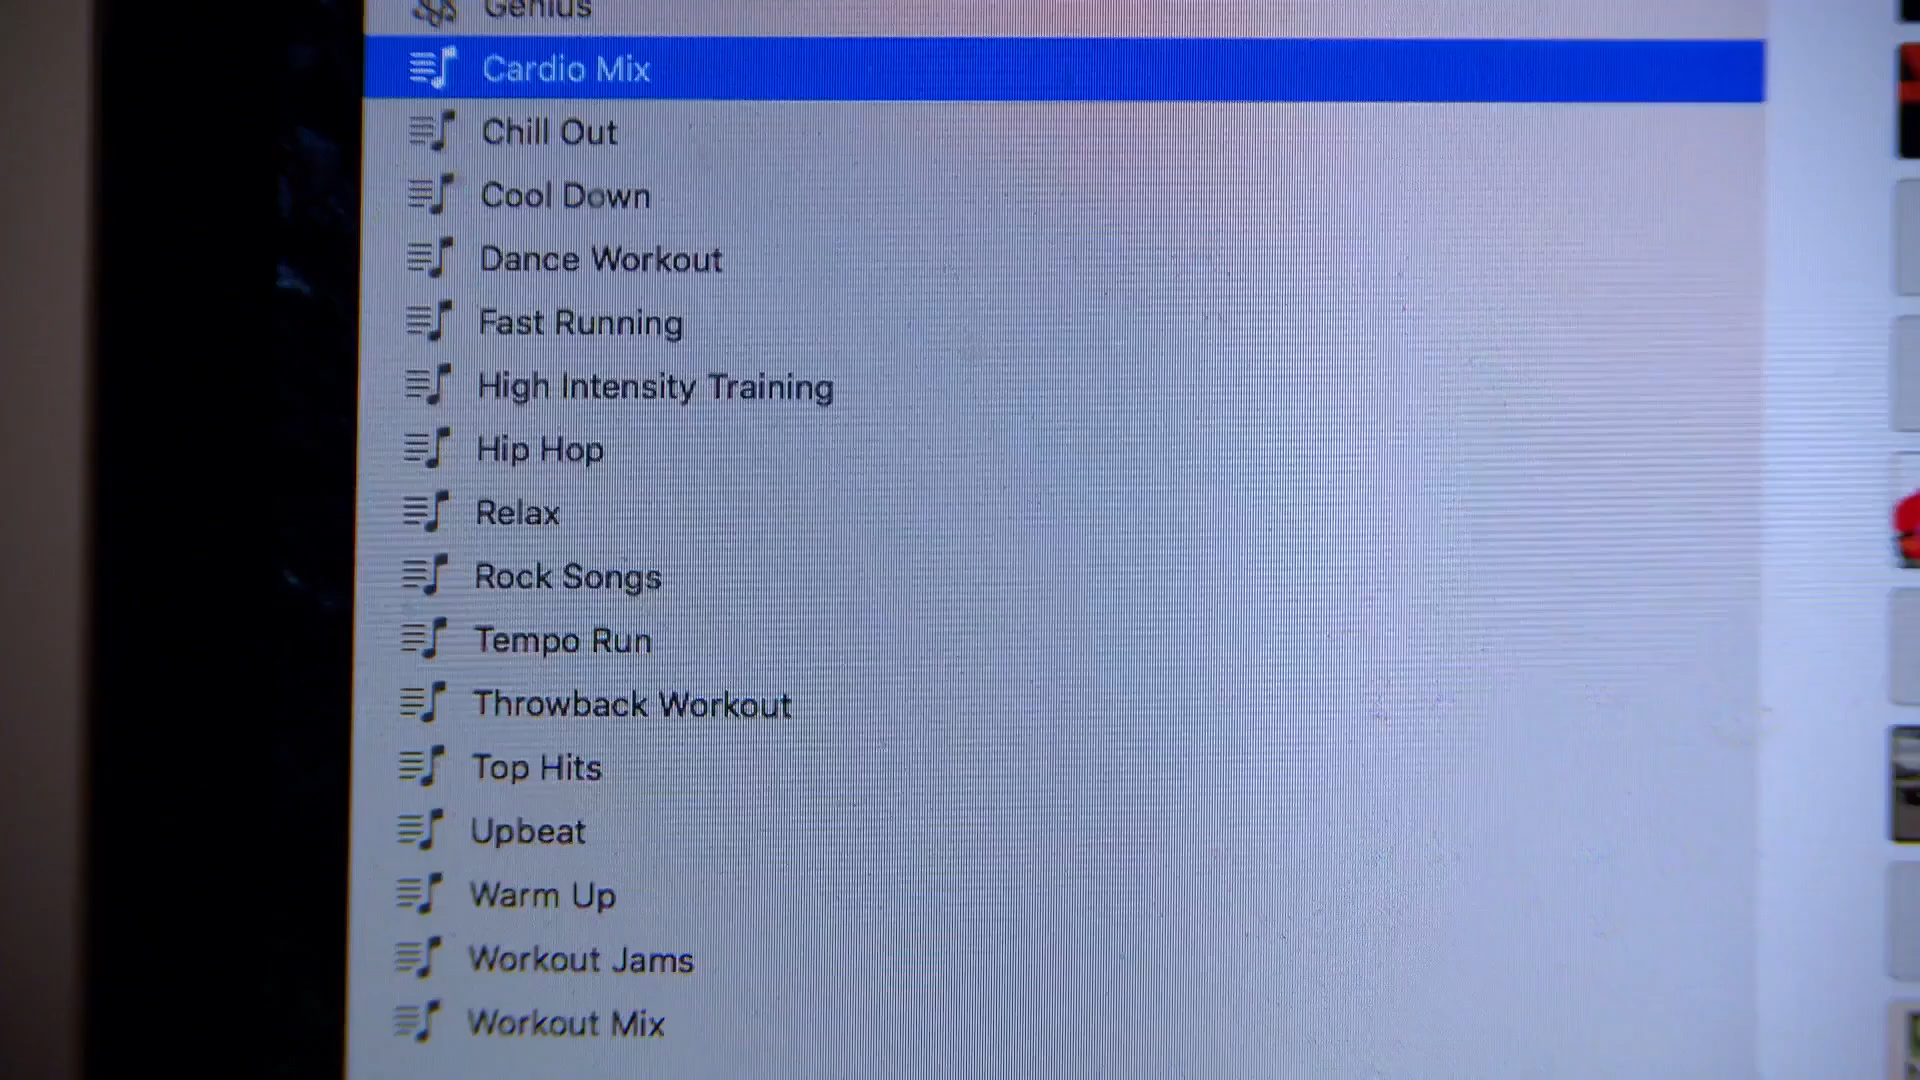 Genius
Cardio Mix
Chill Out
Cool Down
Dance Workout
Fast Running
High Intensity Training
Hip Hop
Relax
Rock Songs
Tempo Run
Throwback Workout
Top Hits
Upbeat
Warm Up
Workout Jams
Workout Mix